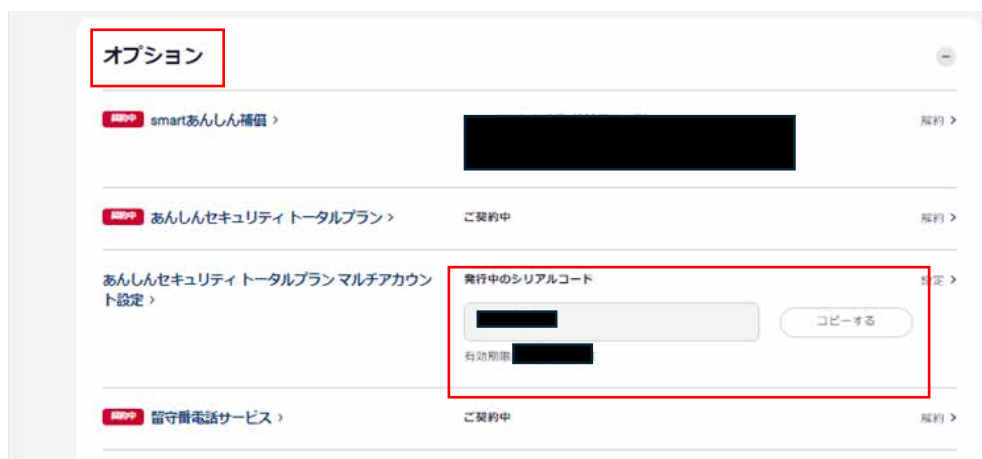 オプション
契約中 smartあんしん補償 >
解約 >
契約中 あんしんセキュリティ トータルプラン > ご契約中 解約 >
あんしんセキュリティ トータルプラン マルチアカウン
ト設定 >
発行中のシリアルコード
設定 >
コピーする
有効期限
契約中 留守番電話サービス > ご契約中 解約 >